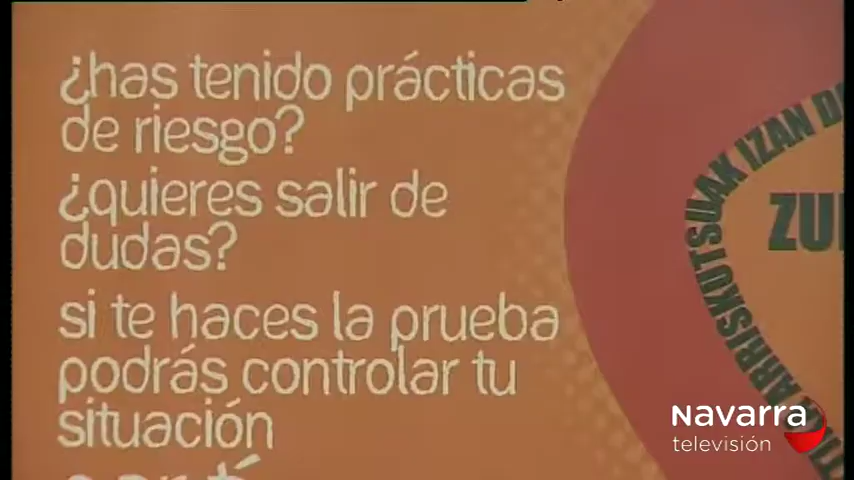 ¿has tenido prácticas
de riesgo?
¿quieres salir de
dudas?
si te haces la prueba
podrás controlar tu
situación
ARRISKUTSUAK IZAN
Navarra
televisión